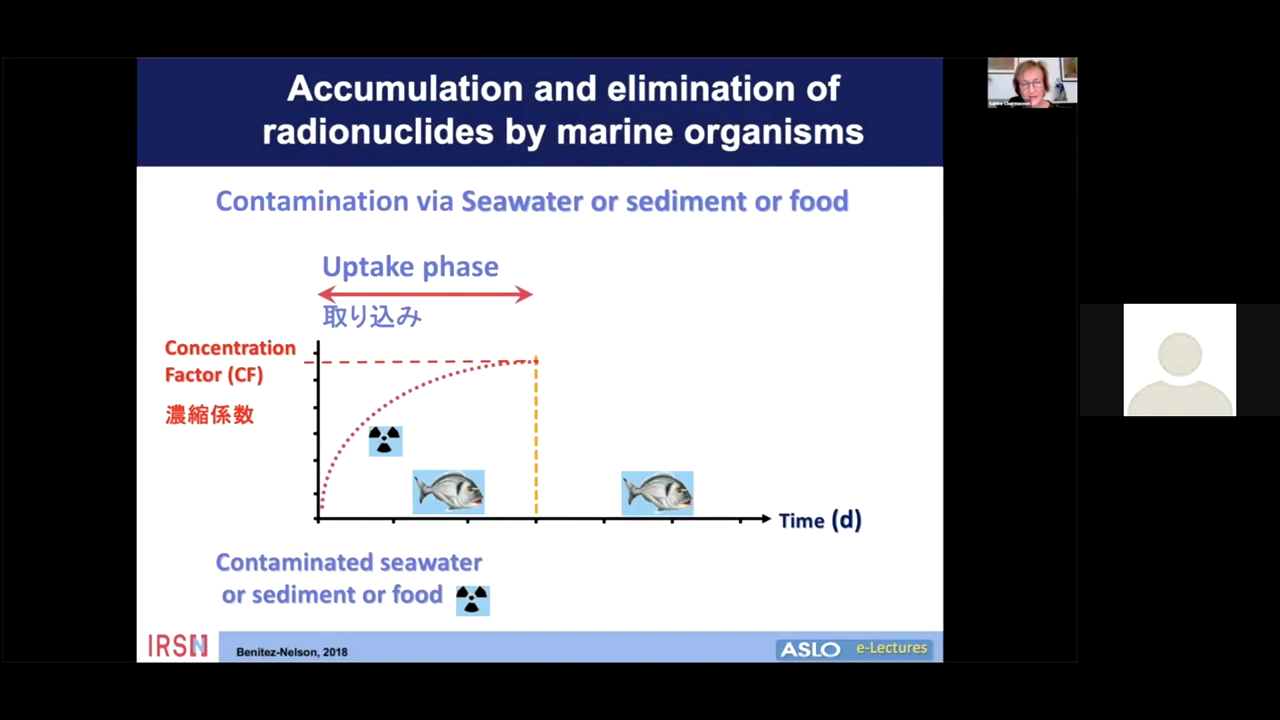 Accumulation and elimination of
radionuclides by marine organisms
Contamination via Seawater or sediment or food
Uptake phase
取り込み
Concentration
Factor (CF)
濃縮係数
Time (d)
Contaminated seawater
or sediment or food
IRSN
Benitez-Nelson, 2018
ASLO e-Lectures